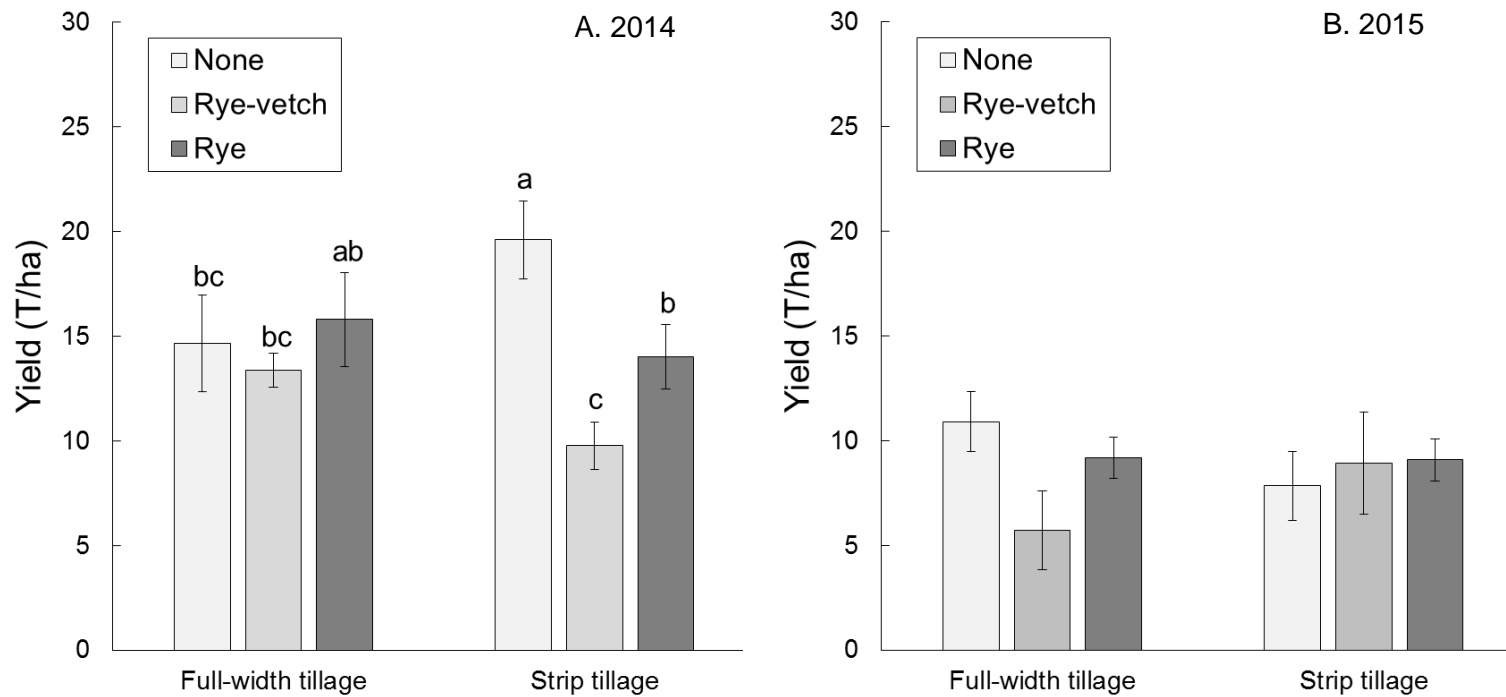 A. 2014
Yield (T/ha)
30
25
20
15
10
5
0
None
Rye-vetch
Rye
bc
bc
ab
a
c
b
Full-width tillage
Strip tillage
B. 2015
Yield (T/ha)
30
25
20
15
10
5
0
None
Rye-vetch
Rye
Full-width tillage
Strip tillage